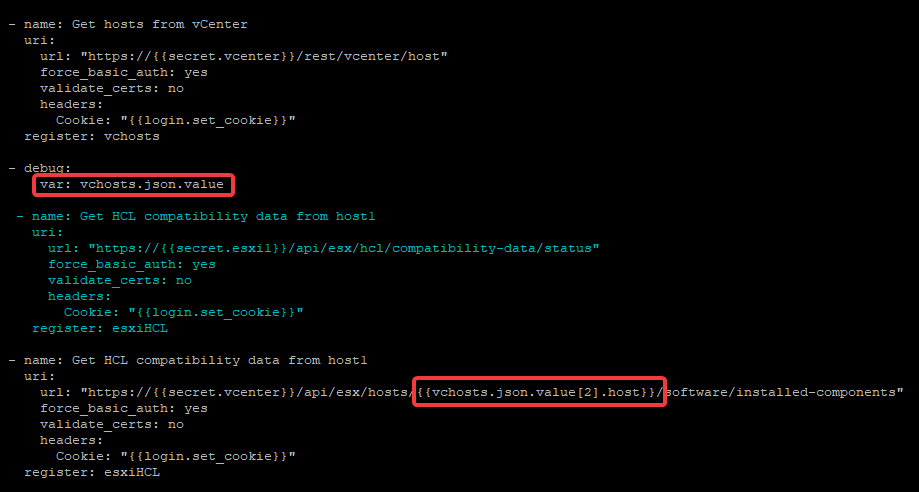 - name: Get hosts from vCenter
  uri:
    url: "https://{{secret.vcenter}}/rest/vcenter/host"
    force_basic_auth: yes
    validate_certs: no
    headers:
      Cookie: "{{login.set_cookie}}"
  register: vchosts
- debug:
    var: vchosts.json.value
 - name: Get HCL compatibility data from host1
   uri:
     url: "https://{{secret.esxi1}}/api/esx/hcl/compatibility-data/status"
     force_basic_auth: yes
     validate_certs: no
     headers:
       Cookie: "{{login.set_cookie}}"
   register: esxiHCL
- name: Get HCL compatibility data from host1
  uri:
    url: "https://{{secret.vcenter}}/api/esx/hosts/{{vchosts.json.value[2].host}}/software/installed-components"
    force_basic_auth: yes
    validate_certs: no
    headers:
      Cookie: "{{login.set_cookie}}"
  register: esxiHCL